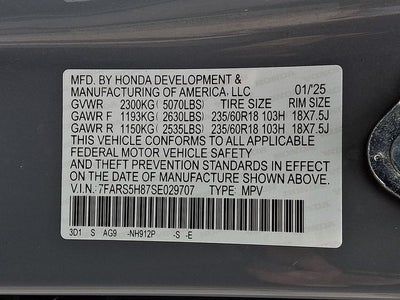 MFD. BY HONDA DEVELOPMENT &
MANUFACTURING OF AMERICA, LLC 01/'25
GVWR 2300KG (5070LBS) TIRE SIZE RIM SIZE
GAWR F 1193KG (2630LBS) 235/60R18 103H 18X7.5J
GAWR R 1150KG (2535LBS) 235/60R18 103H 18X7.5J
THIS VEHICLE CONFORMS TO ALL APPLICABLE
FEDERAL MOTOR VEHICLE SAFETY
AND THEFT PREVENTION STANDARDS IN EFFECT
ON THE DATE OF MANUFACTURE SHOWN ABOVE.
V.I.N.: 7FARS5H87SE029707 TYPE: MPV
3D1 S AG9 -NH912P -S -E